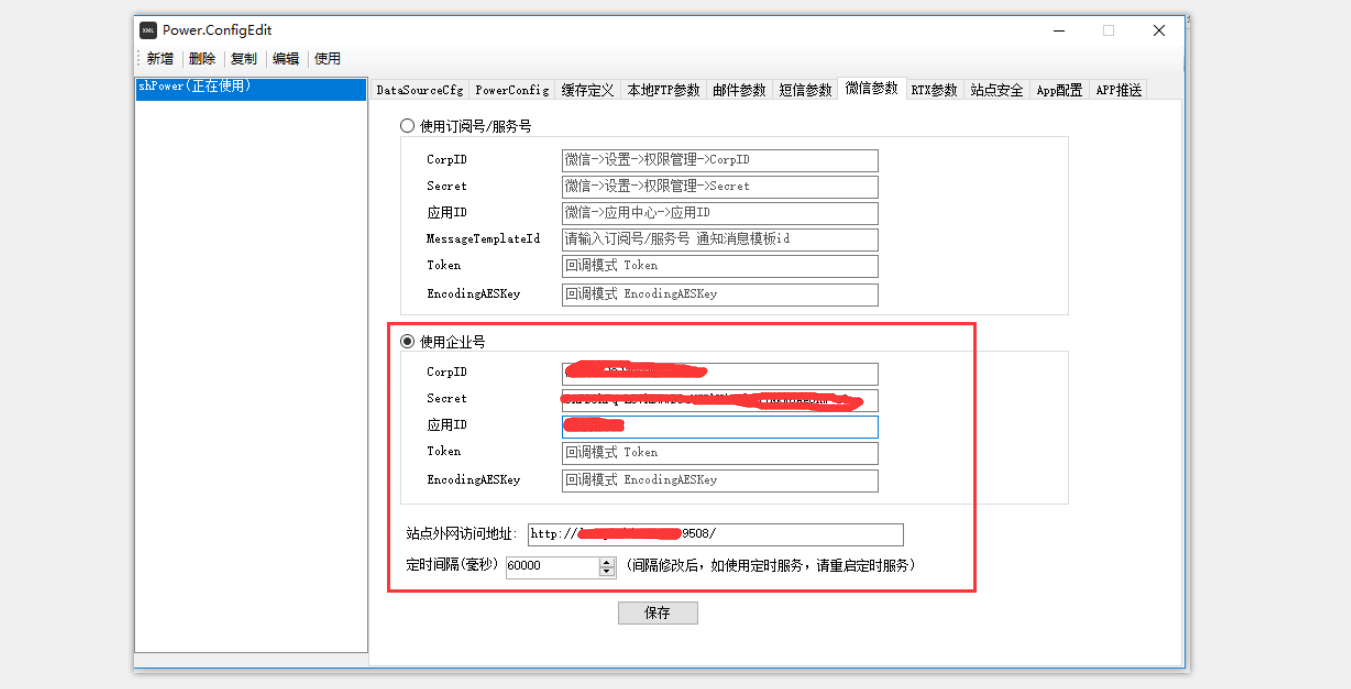 Power.ConfigEdit
新增 删除 复制 编辑 使用
shPower(正在使用)
DataSourceCfg PowerConfig 缓存定义 本地FTP参数 邮件参数 短信参数 微信参数 RTX参数 站点安全 App配置 APP推送
使用订阅号/服务号
CorpID 微信->设置->权限管理->CorpID
Secret 微信->设置->权限管理->Secret
应用ID 微信->应用中心->应用ID
MessageTemplateId 请输入订阅号/服务号 通知消息模板id
Token 回调模式 Token
EncodingAESKey 回调模式 EncodingAESKey
使用企业号
CorpID
Secret
应用ID
Token 回调模式 Token
EncodingAESKey 回调模式 EncodingAESKey
站点外网访问地址: http:// 9508/
定时间隔(毫秒) 60000 (间隔修改后，如使用定时服务，请重启定时服务)
保存